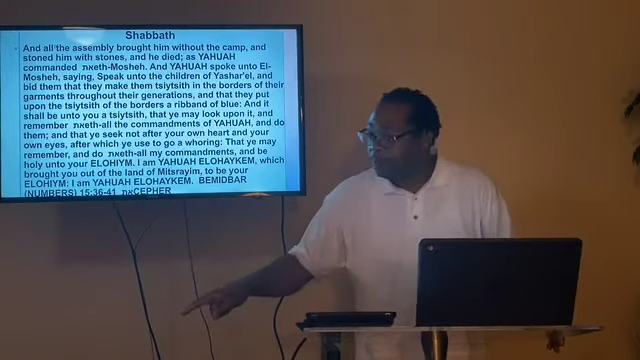 Shabbath
And all the assembly brought him without the camp, and
stoned him with stones, and he died; as YAHUAH
commanded את-eth-Mosheh. And YAHUAH spoke unto El-
Mosheh, saying, Speak unto the children of Yashar'el, and
bid them that they make them tsiytsith in the borders of their
garments throughout their generations, and that they put
upon the tsiytsith of the borders a ribband of blue: And it
shall be unto you a tsiytsith, that ye may look upon it, and
remember את-eth-all the commandments of YAHUAH, and do
them; and that ye seek not after your own heart and your
own eyes, after which ye use to go a whoring: That ye may
remember, and do את-eth-all my commandments, and be
holy unto your ELOHIYM. I am YAHUAH ELOHAYKEM, which
brought you out of the land of Mitsrayim, to be your
ELOHIYM: I am YAHUAH ELOHAYKEM. BEMIDBAR
(NUMBERS) 15:36-41 את CEPHER